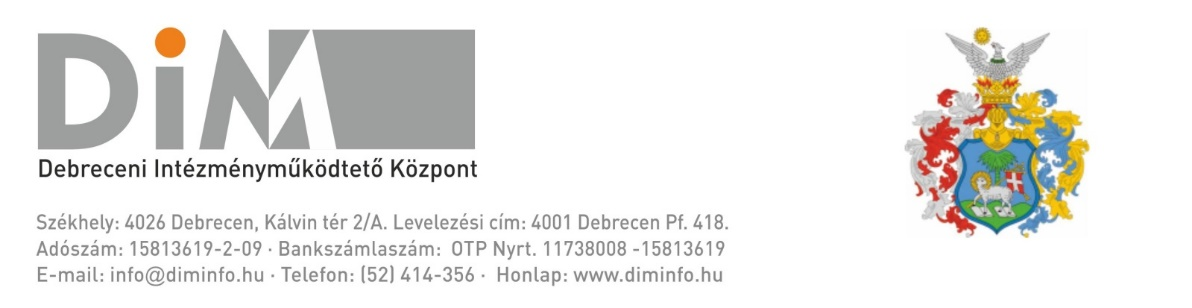 DiM
Debreceni Intézményműködtető Központ
Székhely: 4026 Debrecen, Kálvin tér 2/A. Levelezési cím: 4001 Debrecen Pf. 418.
Adószám: 15813619-2-09 · Bankszámlaszám: OTP Nyrt. 11738008 -15813619
E-mail: info@diminfo.hu · Telefon: (52) 414-356 · Honlap: www.diminfo.hu